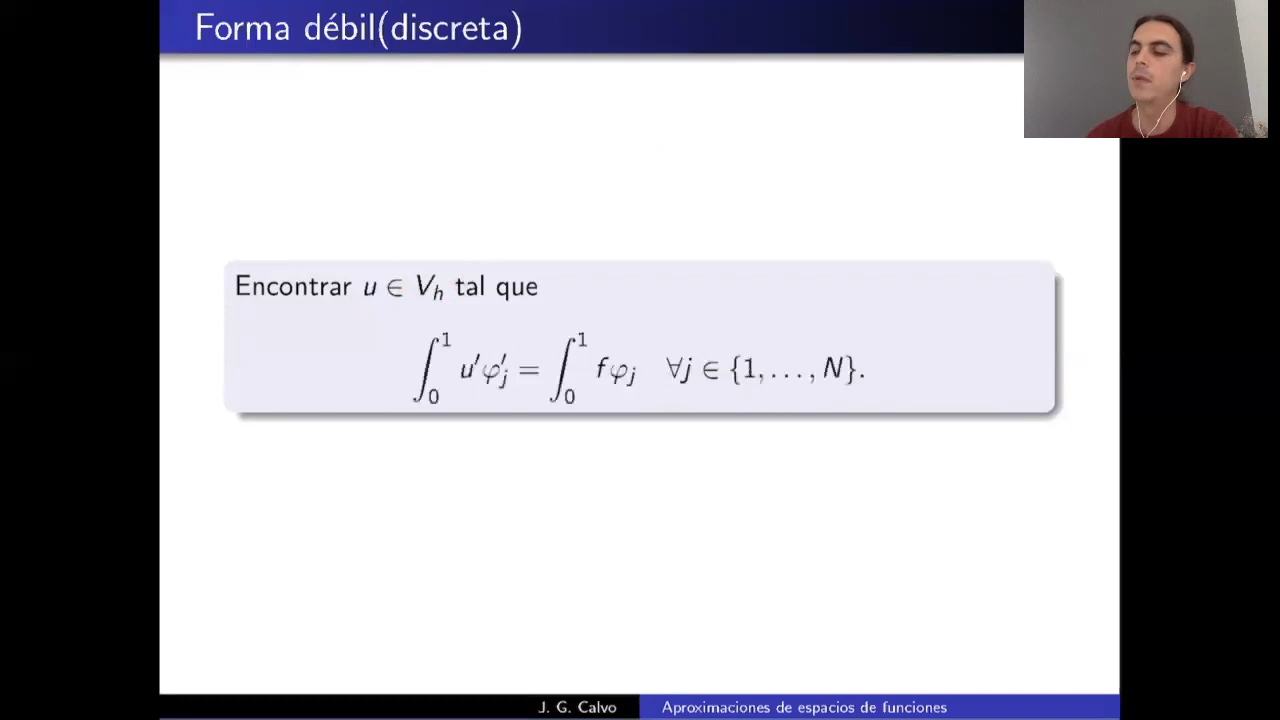 Forma débil(discreta)
Encontrar u ∈ V_h tal que
∫_0^1 u′φ′_j = ∫_0^1 fφ_j ∀j ∈ {1, . . . , N}.
J. G. Calvo Aproximaciones de espacios de funciones